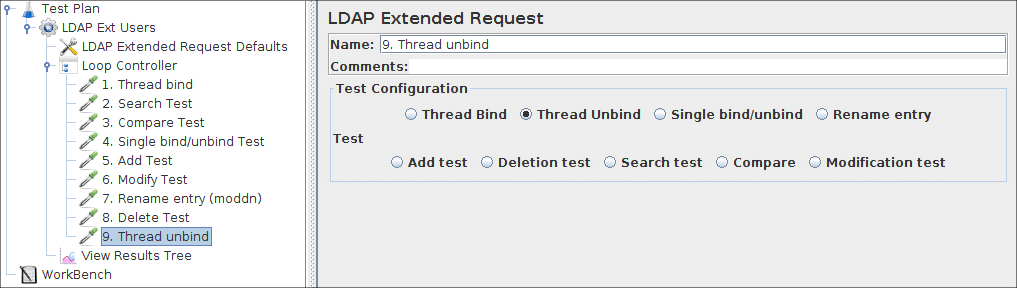 Test Plan
LDAP Ext Users
LDAP Extended Request Defaults
Loop Controller
1. Thread bind
2. Search Test
3. Compare Test
4. Single bind/unbind Test
5. Add Test
6. Modify Test
7. Rename entry (moddn)
8. Delete Test
9. Thread unbind
View Results Tree
WorkBench
LDAP Extended Request
Name: 9. Thread unbind
Comments:
Test Configuration
Thread Bind Thread Unbind Single bind/unbind Rename entry
Test
Add test Deletion test Search test Compare Modification test